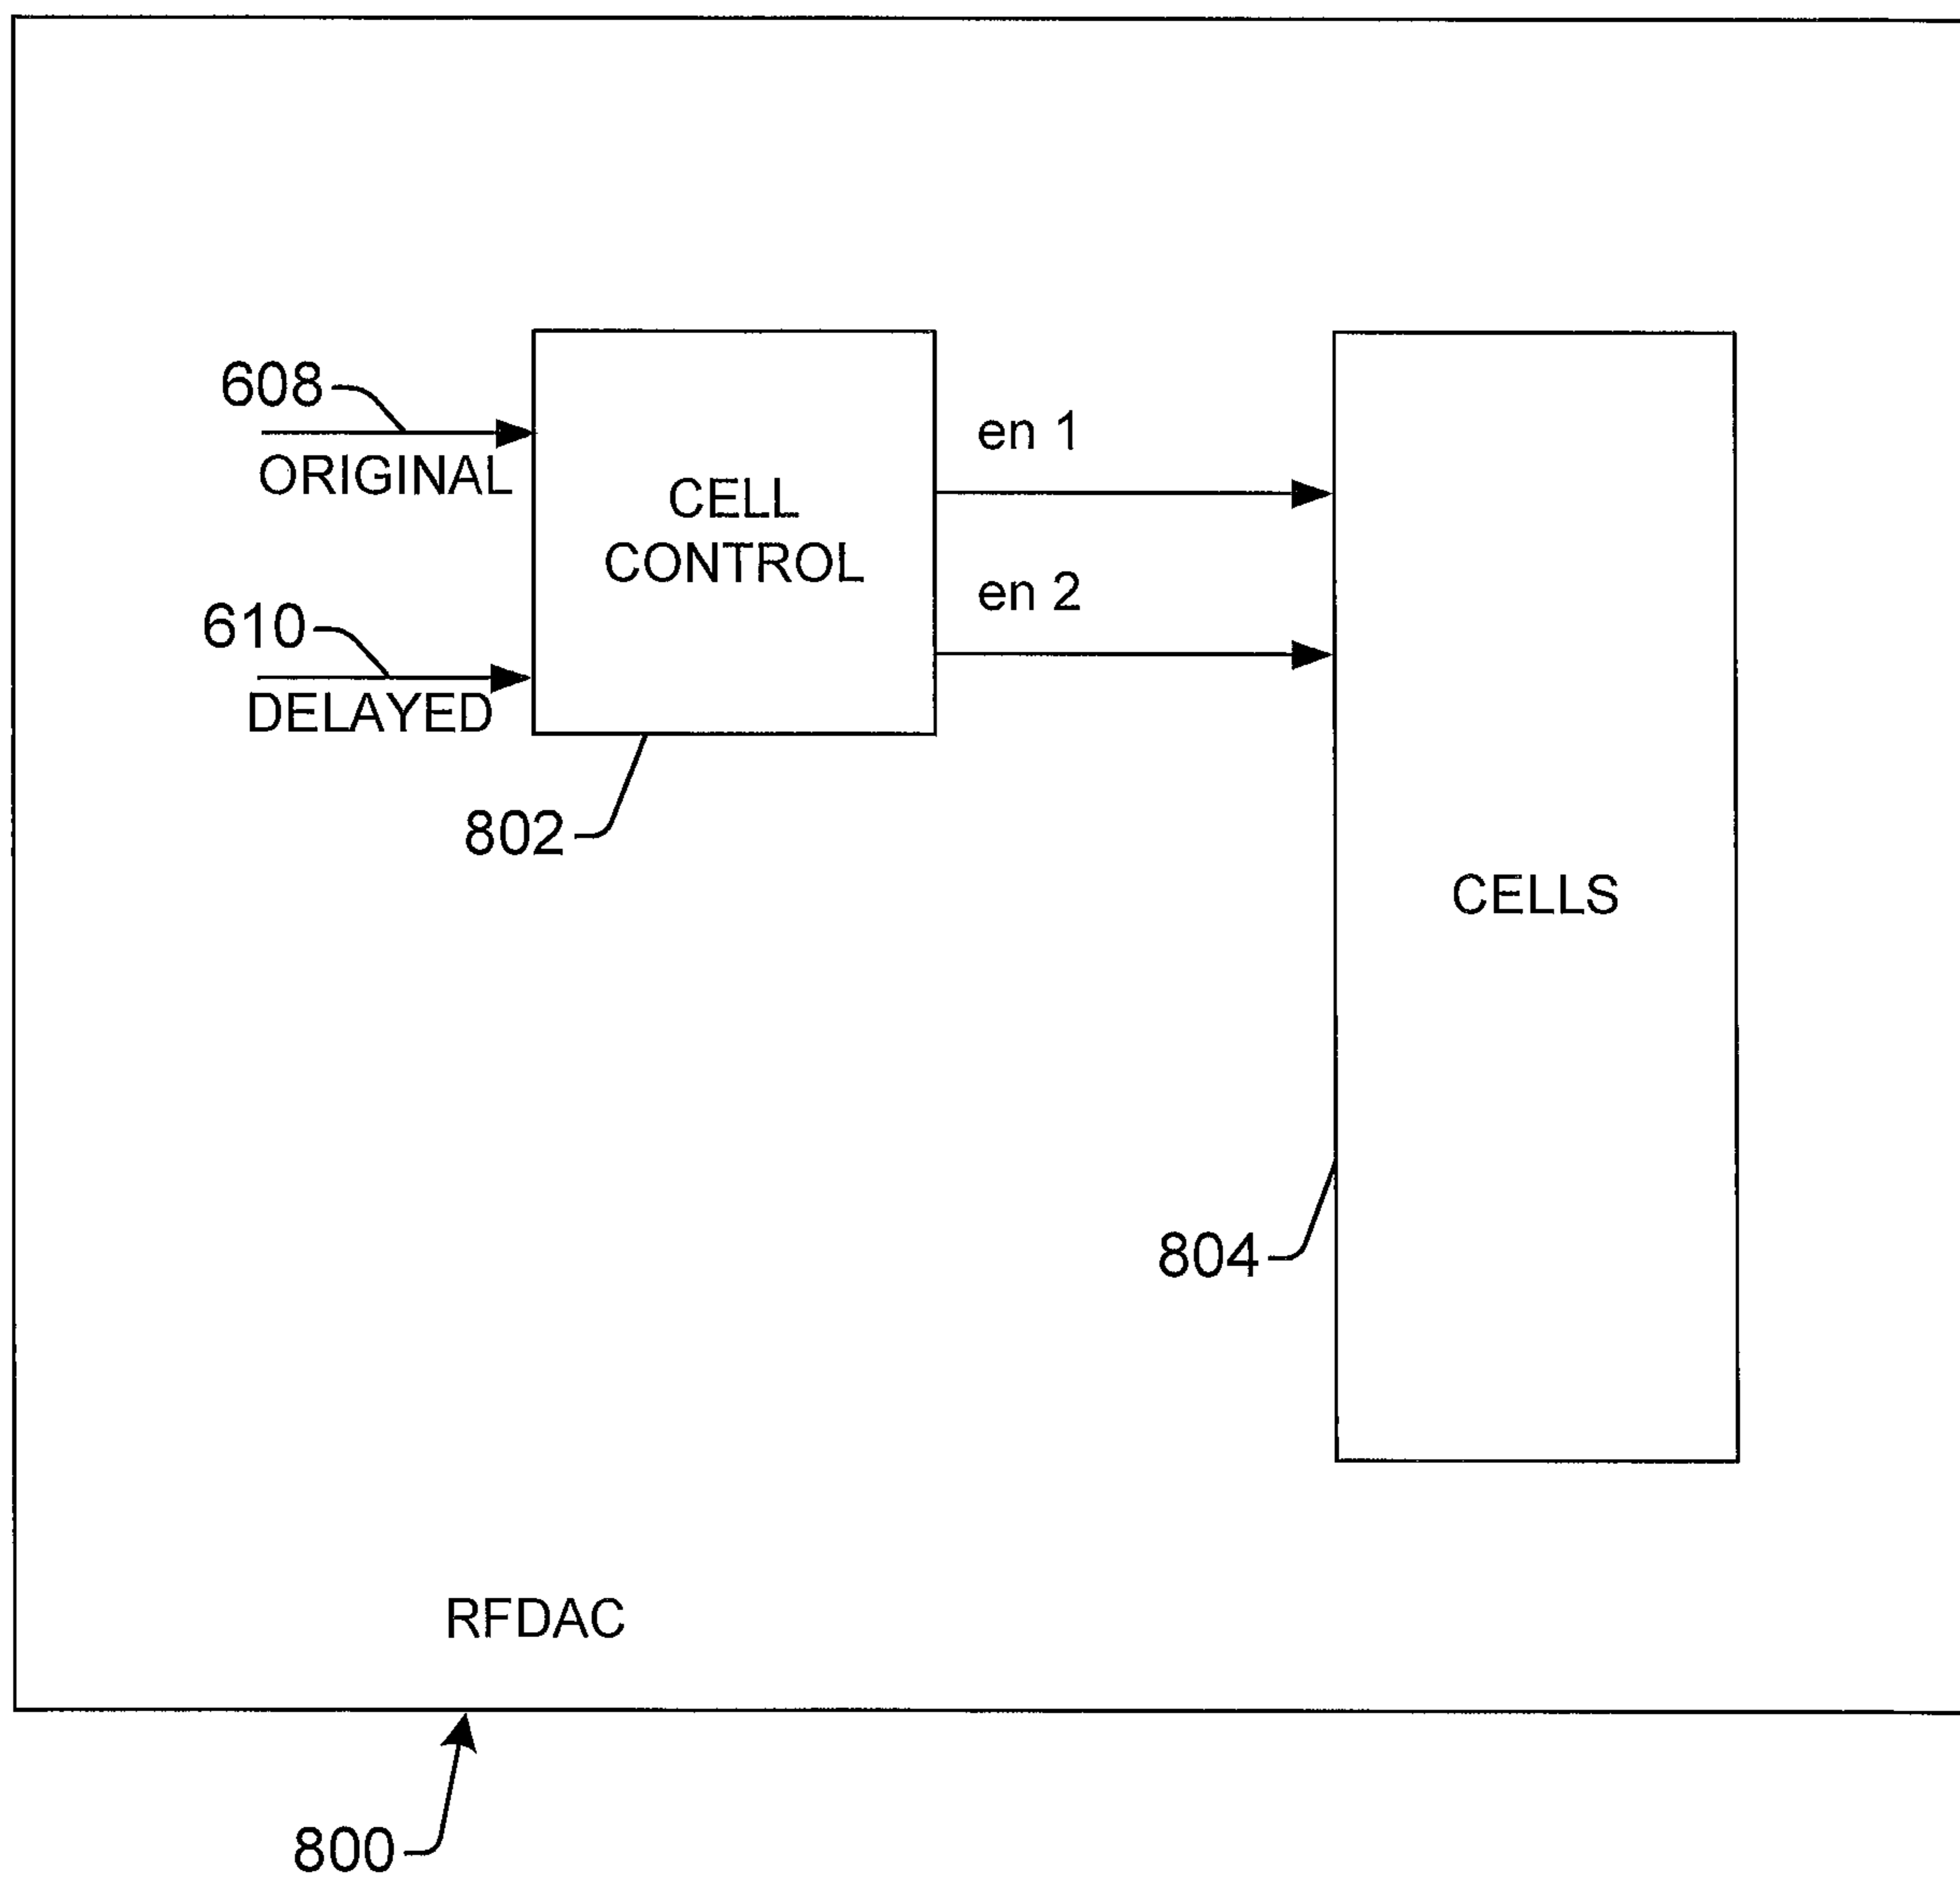 608
ORIGINAL
en 1
CELL
CONTROL
en 2
610
DELAYED
802
CELLS
804
RFDAC
800